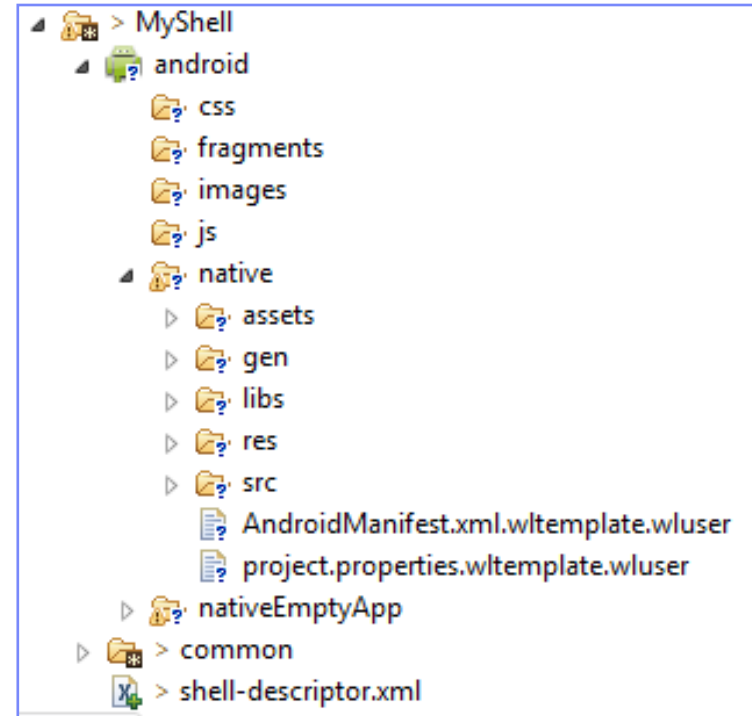 > MyShell
android
css
fragments
images
js
native
assets
gen
libs
res
src
AndroidManifest.xml.wltemplate.wluser
project.properties.wltemplate.wluser
nativeEmptyApp
> common
> shell-descriptor.xml